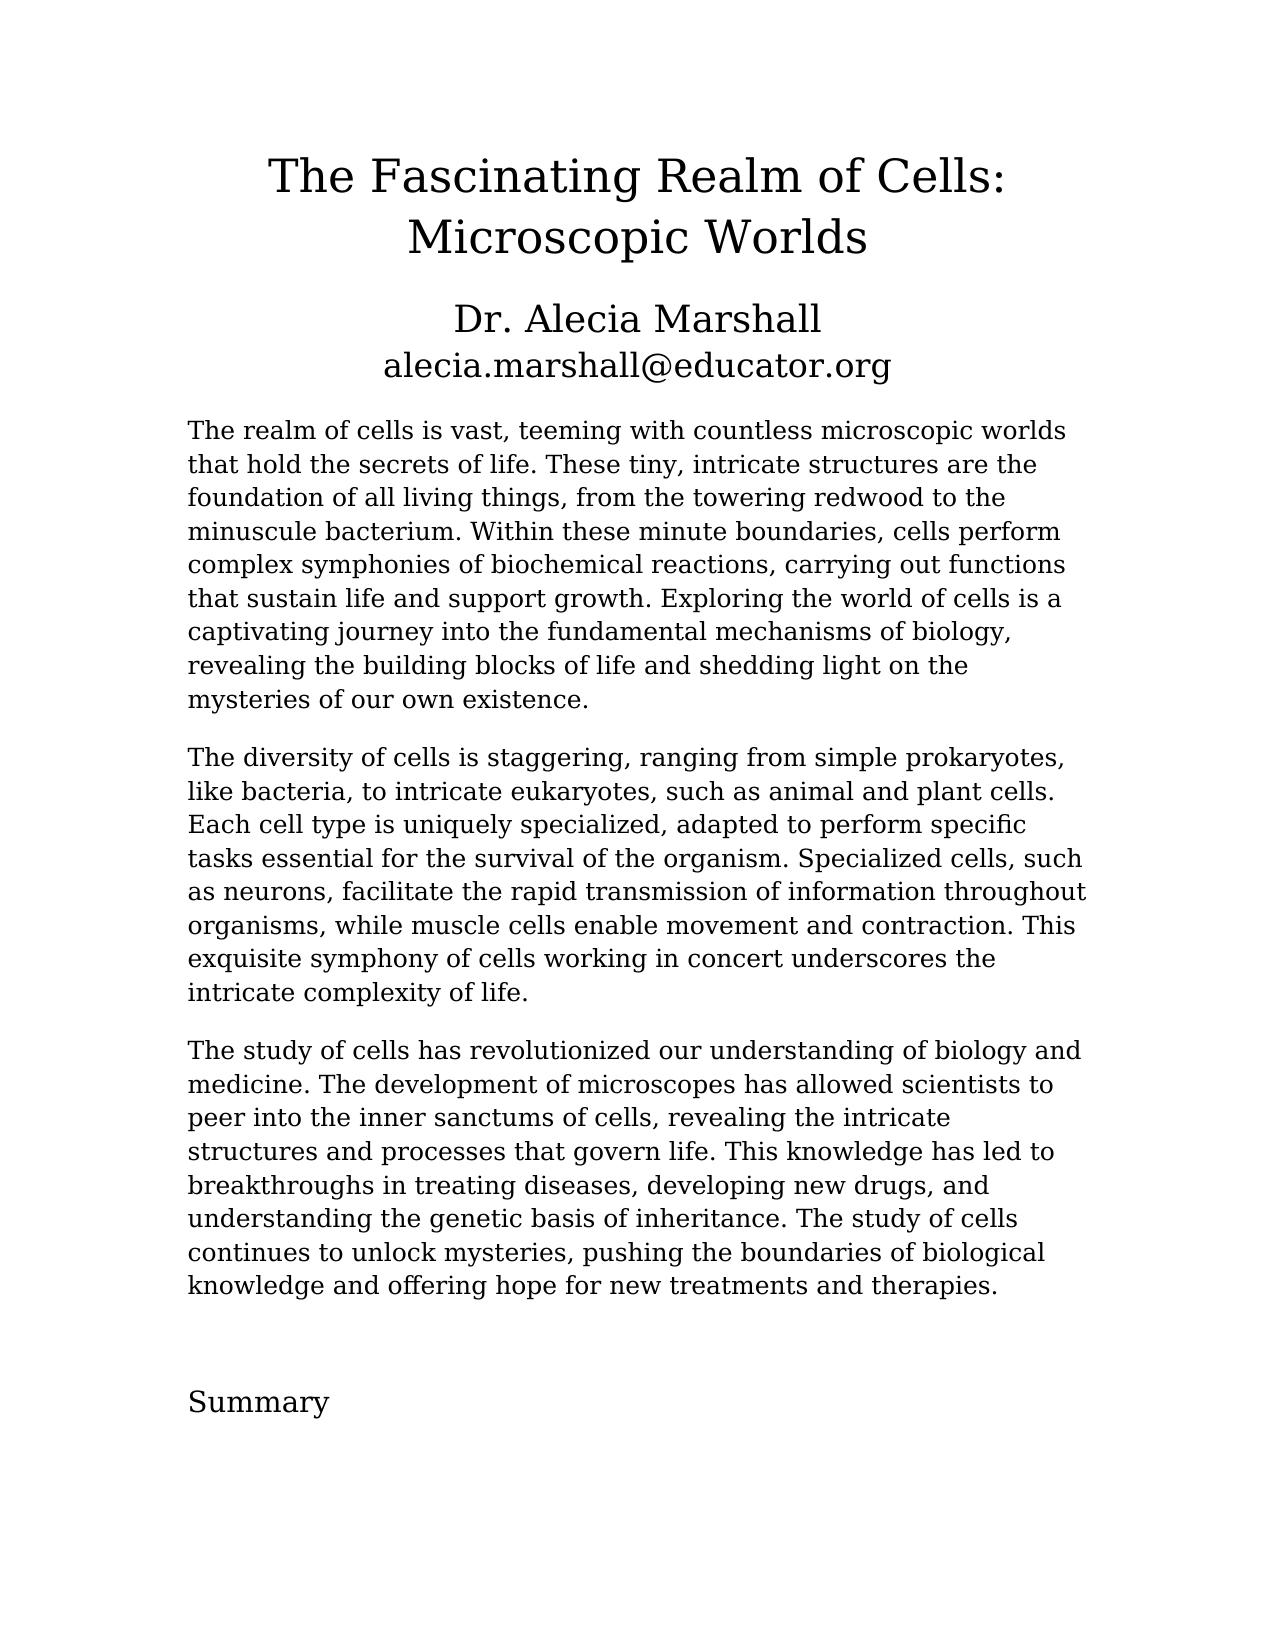 The Fascinating Realm of Cells:
Microscopic Worlds
Dr. Alecia Marshall
alecia.marshall@educator.org
The realm of cells is vast, teeming with countless microscopic worlds
that hold the secrets of life. These tiny, intricate structures are the
foundation of all living things, from the towering redwood to the
minuscule bacterium. Within these minute boundaries, cells perform
complex symphonies of biochemical reactions, carrying out functions
that sustain life and support growth. Exploring the world of cells is a
captivating journey into the fundamental mechanisms of biology,
revealing the building blocks of life and shedding light on the
mysteries of our own existence.
The diversity of cells is staggering, ranging from simple prokaryotes,
like bacteria, to intricate eukaryotes, such as animal and plant cells.
Each cell type is uniquely specialized, adapted to perform specific
tasks essential for the survival of the organism. Specialized cells, such
as neurons, facilitate the rapid transmission of information throughout
organisms, while muscle cells enable movement and contraction. This
exquisite symphony of cells working in concert underscores the
intricate complexity of life.
The study of cells has revolutionized our understanding of biology and
medicine. The development of microscopes has allowed scientists to
peer into the inner sanctums of cells, revealing the intricate
structures and processes that govern life. This knowledge has led to
breakthroughs in treating diseases, developing new drugs, and
understanding the genetic basis of inheritance. The study of cells
continues to unlock mysteries, pushing the boundaries of biological
knowledge and offering hope for new treatments and therapies.
Summary